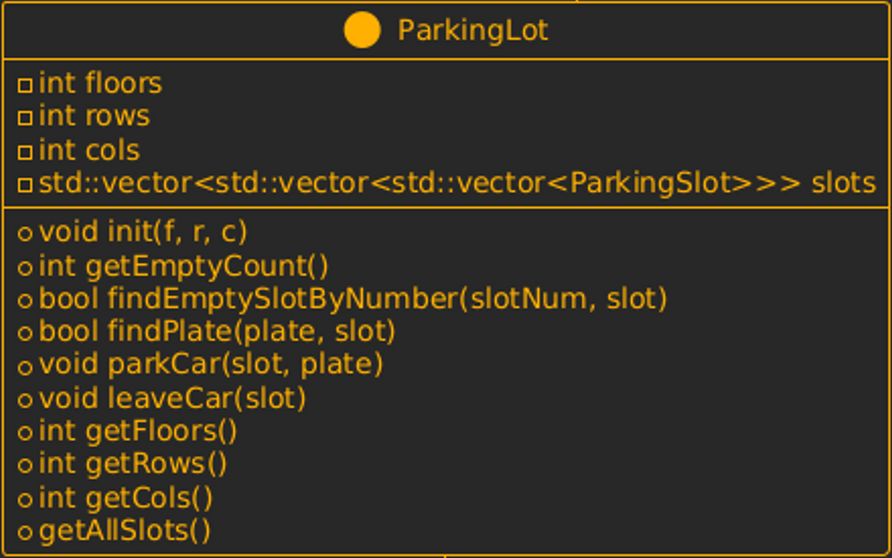 ParkingLot
int floors
int rows
int cols
std::vector<std::vector<std::vector<ParkingSlot>>> slots
void init(f, r, c)
int getEmptyCount()
bool findEmptySlotByNumber(slotNum, slot)
bool findPlate(plate, slot)
void parkCar(slot, plate)
void leaveCar(slot)
int getFloors()
int getRows()
int getCols()
getAllSlots()